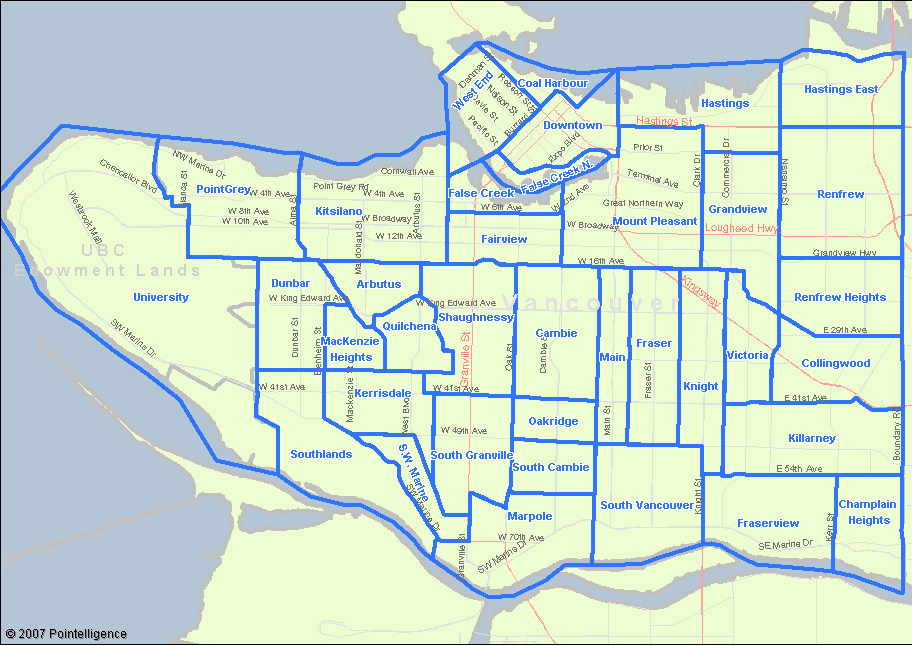 Denman St
Robson St
Coal Harbour
West End
Nelson St
Davie St
Burrard St
Pacific St
Hastings East
Hastings
Downtown
Hastings St
Expo Blvd
Prior St
NW Marine Dr
Chancellor Blvd
Clark Dr
Commercial Dr
Nanaimo St
Cornwall Ave
False Creek N.
Terminal Ave
PointGrey
Point Grey Rd
W 4th Ave
W 4th Ave
False Creek
W 2nd Ave
Renfrew
Blanca St
Alma St
Arbutus St
Westbrook Mall
Kitsilano
W 6th Ave
Great Northern Way
Grandview
W 8th Ave
W Broadway
W 10th Ave
W Broadway
Mount Pleasant
Lougheed Hwy
W 12th Ave
Macdonald St
Fairview
UBC
Endowment Lands
Grandview Hwy
W 16th Ave
Dunbar
Arbutus
Kingsway
University
W King Edward Ave
W King Edward Ave
Vancouver
Renfrew Heights
Shaughnessy
Quilchena
E 29th Ave
SW Marine Dr
Dunbar St
Blenheim St
MacKenzie
Heights
Granville St
Oak St
Cambie
Cambie St
Main
Fraser
Fraser St
Victoria
Collingwood
W 41st Ave
Mackenzie St
Kerrisdale
W 41st Ave
Knight
E 41st Ave
West Blvd
Main St
Oakridge
Boundary Rd
W 49th Ave
Killarney
Southlands
S.W. Marine
South Granville
South Cambie
E 54th Ave
SW Marine Dr
Knight St
South Vancouver
Champlain
Heights
Marpole
Fraserview
Kerr St
W 70th Ave
Granville St
SW Marine Dr
SE Marine Dr
© 2007 Pointelligence